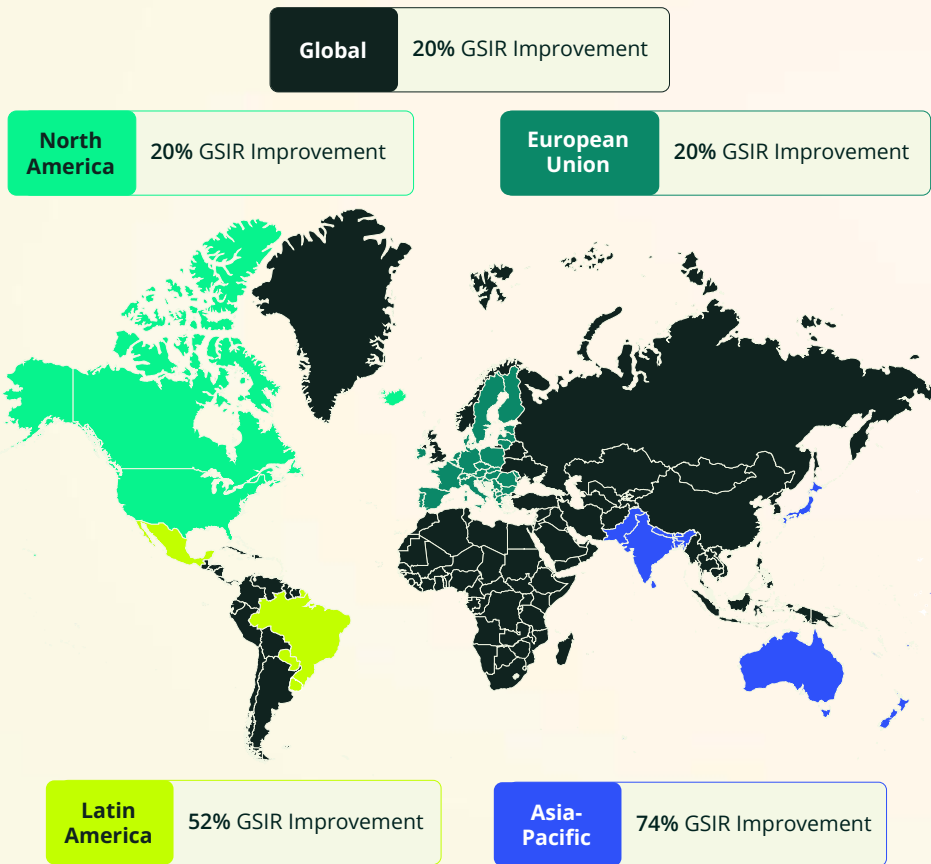 Global
20% GSIR Improvement
North
America
20% GSIR Improvement
European
Union
20% GSIR Improvement
Latin
America
52% GSIR Improvement
Asia-
Pacific
74% GSIR Improvement